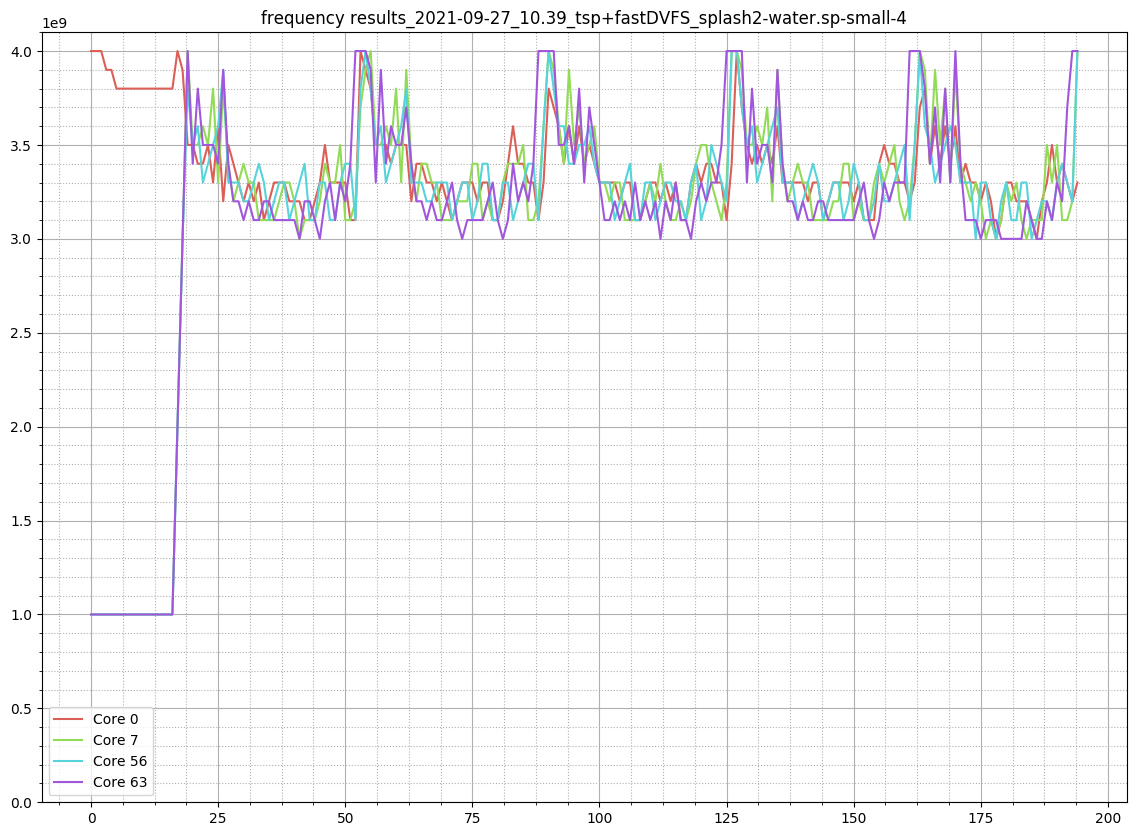 frequency results_2021-09-27_10.39_tsp+fastDVFS_splash2-water.sp-small-4
1e9
4.0
3.5
3.0
2.5
2.0
1.5
1.0
0.5
0.0
Core 0
Core 7
Core 56
Core 63
0 25 50 75 100 125 150 175 200